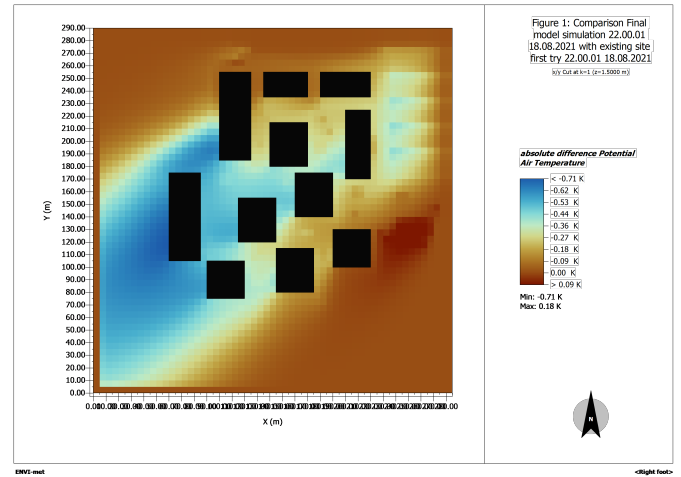 Figure 1: Comparison Final
model simulation 22.00.01
18.08.2021 with existing site
first try 22.00.01 18.08.2021
x/y Cut at k=1 (z=1.5000 m)
290.00
280.00
270.00
260.00
250.00
240.00
230.00
220.00
210.00
200.00
190.00
180.00
170.00
160.00
150.00
140.00
130.00
120.00
110.00
100.00
90.00
80.00
70.00
60.00
50.00
40.00
30.00
20.00
10.00
0.00
Y (m)
X (m)
absolute difference Potential
Air Temperature
< -0.71 K
-0.62 K
-0.53 K
-0.44 K
-0.36 K
-0.27 K
-0.18 K
-0.09 K
0.00 K
> 0.09 K
Min: -0.71 K
Max: 0.18 K
N
ENVI-met
<Right foot>